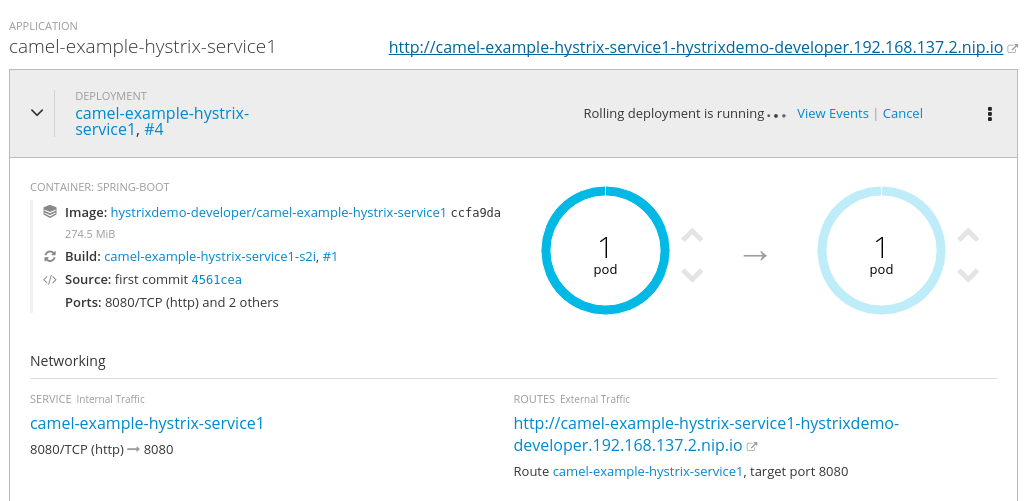 APPLICATION
camel-example-hystrix-service1
http://camel-example-hystrix-service1-hystrixdemo-developer.192.168.137.2.nip.io
DEPLOYMENT
camel-example-hystrix-
service1, #4
Rolling deployment is running... View Events | Cancel
CONTAINER: SPRING-BOOT
Image: hystrixdemo-developer/camel-example-hystrix-service1 ccfa9da
274.5 MiB
Build: camel-example-hystrix-service1-s2i, #1
</> Source: first commit 4561cea
Ports: 8080/TCP (http) and 2 others
1
pod
→
1
pod
Networking
SERVICE Internal Traffic
camel-example-hystrix-service1
8080/TCP (http) → 8080
ROUTES External Traffic
http://camel-example-hystrix-service1-hystrixdemo-
developer.192.168.137.2.nip.io
Route camel-example-hystrix-service1, target port 8080